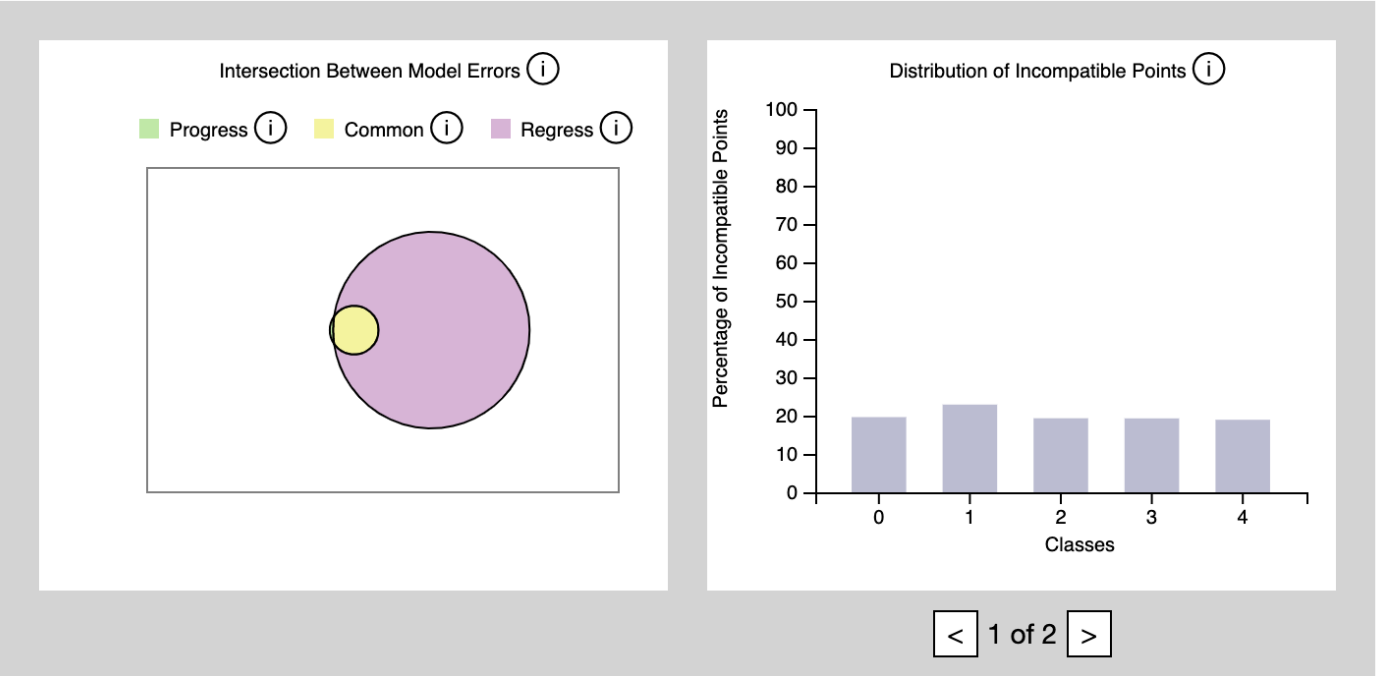 Intersection Between Model Errors i
Progress i Common i Regress i
Distribution of Incompatible Points i
Percentage of Incompatible Points
100
90
80
70
60
50
40
30
20
10
0
0 1 2 3 4
Classes
< 1 of 2 >